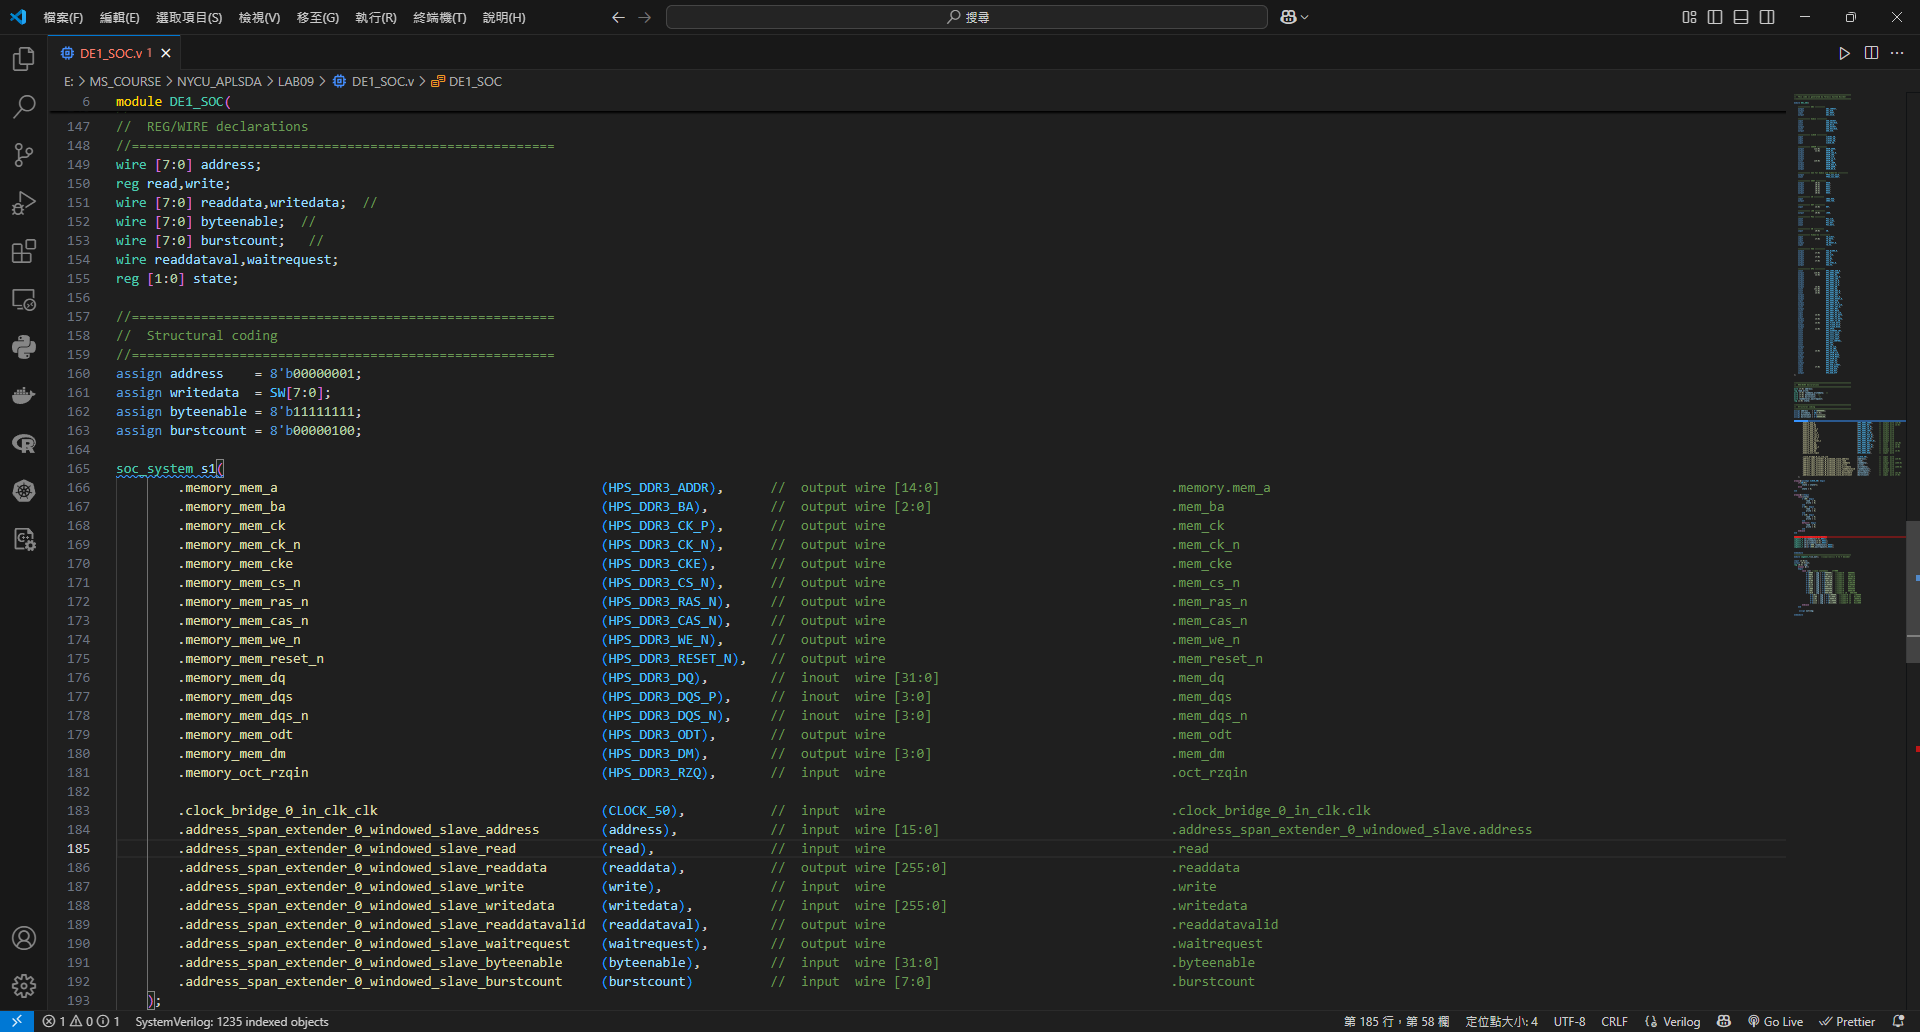 檔案(F) 編輯(E) 選取項目(S) 檢視(V) 移至(G) 執行(R) 終端機(T) 說明(H) 搜尋
DE1_SOC.v 1
E: > MS_COURSE > NYCU_APLSDA > LAB09 > DE1_SOC.v > DE1_SOC
6 module DE1_SOC(
147 //  REG/WIRE declarations
148 //=======================================================
149 wire [7:0] address;
150 reg read,write;
151 wire [7:0] readdata,writedata;  //
152 wire [7:0] byteenable;  //
153 wire [7:0] burstcount;   //
154 wire readdataval,waitrequest;
155 reg [1:0] state;
156
157 //=======================================================
158 //  Structural coding
159 //=======================================================
160 assign address    = 8'b00000001;
161 assign writedata  = SW[7:0];
162 assign byteenable = 8'b11111111;
163 assign burstcount = 8'b00000100;
164
165 soc_system s1(
166 .memory_mem_a (HPS_DDR3_ADDR), //  output wire [14:0] .memory.mem_a
167 .memory_mem_ba (HPS_DDR3_BA), //  output wire [2:0] .mem_ba
168 .memory_mem_ck (HPS_DDR3_CK_P), //  output wire .mem_ck
169 .memory_mem_ck_n (HPS_DDR3_CK_N), //  output wire .mem_ck_n
170 .memory_mem_cke (HPS_DDR3_CKE), //  output wire .mem_cke
171 .memory_mem_cs_n (HPS_DDR3_CS_N), //  output wire .mem_cs_n
172 .memory_mem_ras_n (HPS_DDR3_RAS_N), //  output wire .mem_ras_n
173 .memory_mem_cas_n (HPS_DDR3_CAS_N), //  output wire .mem_cas_n
174 .memory_mem_we_n (HPS_DDR3_WE_N), //  output wire .mem_we_n
175 .memory_mem_reset_n (HPS_DDR3_RESET_N), //  output wire .mem_reset_n
176 .memory_mem_dq (HPS_DDR3_DQ), //  inout  wire [31:0] .mem_dq
177 .memory_mem_dqs (HPS_DDR3_DQS_P), //  inout  wire [3:0] .mem_dqs
178 .memory_mem_dqs_n (HPS_DDR3_DQS_N), //  inout  wire [3:0] .mem_dqs_n
179 .memory_mem_odt (HPS_DDR3_ODT), //  output wire .mem_odt
180 .memory_mem_dm (HPS_DDR3_DM), //  output wire [3:0] .mem_dm
181 .memory_oct_rzqin (HPS_DDR3_RZQ), //  input  wire .oct_rzqin
182
183 .clock_bridge_0_in_clk_clk (CLOCK_50), //  input  wire .clock_bridge_0_in_clk.clk
184 .address_span_extender_0_windowed_slave_address (address), //  input  wire [15:0] .address_span_extender_0_windowed_slave.address
185 .address_span_extender_0_windowed_slave_read (read), //  input  wire .read
186 .address_span_extender_0_windowed_slave_readdata (readdata), //  output wire [255:0] .readdata
187 .address_span_extender_0_windowed_slave_write (write), //  input  wire .write
188 .address_span_extender_0_windowed_slave_writedata (writedata), //  input  wire [255:0] .writedata
189 .address_span_extender_0_windowed_slave_readdatavalid (readdataval), //  output wire .readdatavalid
190 .address_span_extender_0_windowed_slave_waitrequest (waitrequest), //  output wire .waitrequest
191 .address_span_extender_0_windowed_slave_byteenable (byteenable), //  input  wire [31:0] .byteenable
192 .address_span_extender_0_windowed_slave_burstcount (burstcount) //  input  wire [7:0] .burstcount
193 );
1 0 1 SystemVerilog: 1235 indexed objects 第 185 行，第 58 欄 定位點大小: 4 UTF-8 CRLF Verilog Go Live Prettier